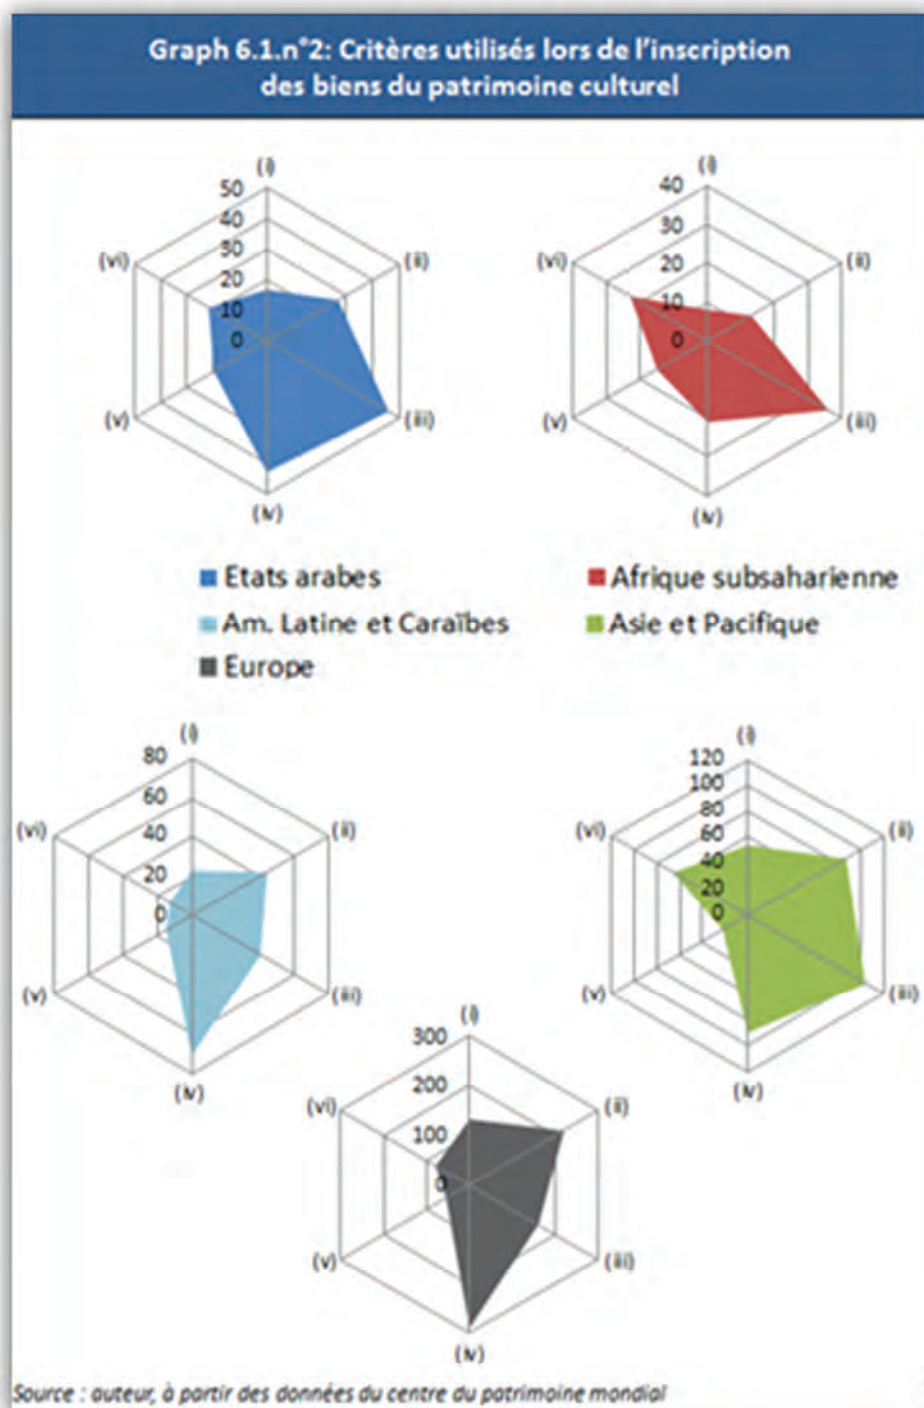 Graph 6.1.n°2: Critères utilisés lors de l'inscription
des biens du patrimoine culturel
(i)
50
40
30
20
10
0
(ii)
(iii)
(iv)
(v)
(vi)
(i)
40
30
20
10
0
(ii)
(iii)
(iv)
(v)
(vi)
Etats arabes
Afrique subsaharienne
Am. Latine et Caraïbes
Asie et Pacifique
Europe
(i)
80
60
40
20
0
(ii)
(iii)
(iv)
(v)
(vi)
(i)
120
100
80
60
40
20
0
(ii)
(iii)
(iv)
(v)
(vi)
(i)
300
200
100
0
(ii)
(iii)
(iv)
(v)
(vi)
Source : auteur, à partir des données du centre du patrimoine mondial